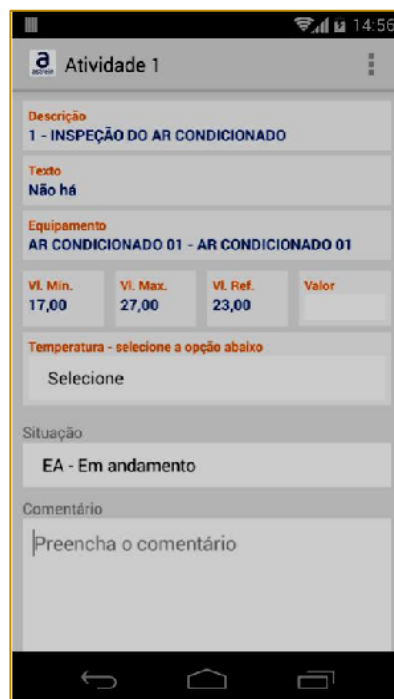 14:56
a
astrein
Atividade 1
Descrição
1 - INSPEÇÃO DO AR CONDICIONADO
Texto
Não há
Equipamento
AR CONDICIONADO 01 - AR CONDICIONADO 01
Vl. Mín. Vl. Max. Vl. Ref. Valor
17,00 27,00 23,00
Temperatura - selecione a opção abaixo
Selecione
Situação
EA - Em andamento
Comentário
Preencha o comentário